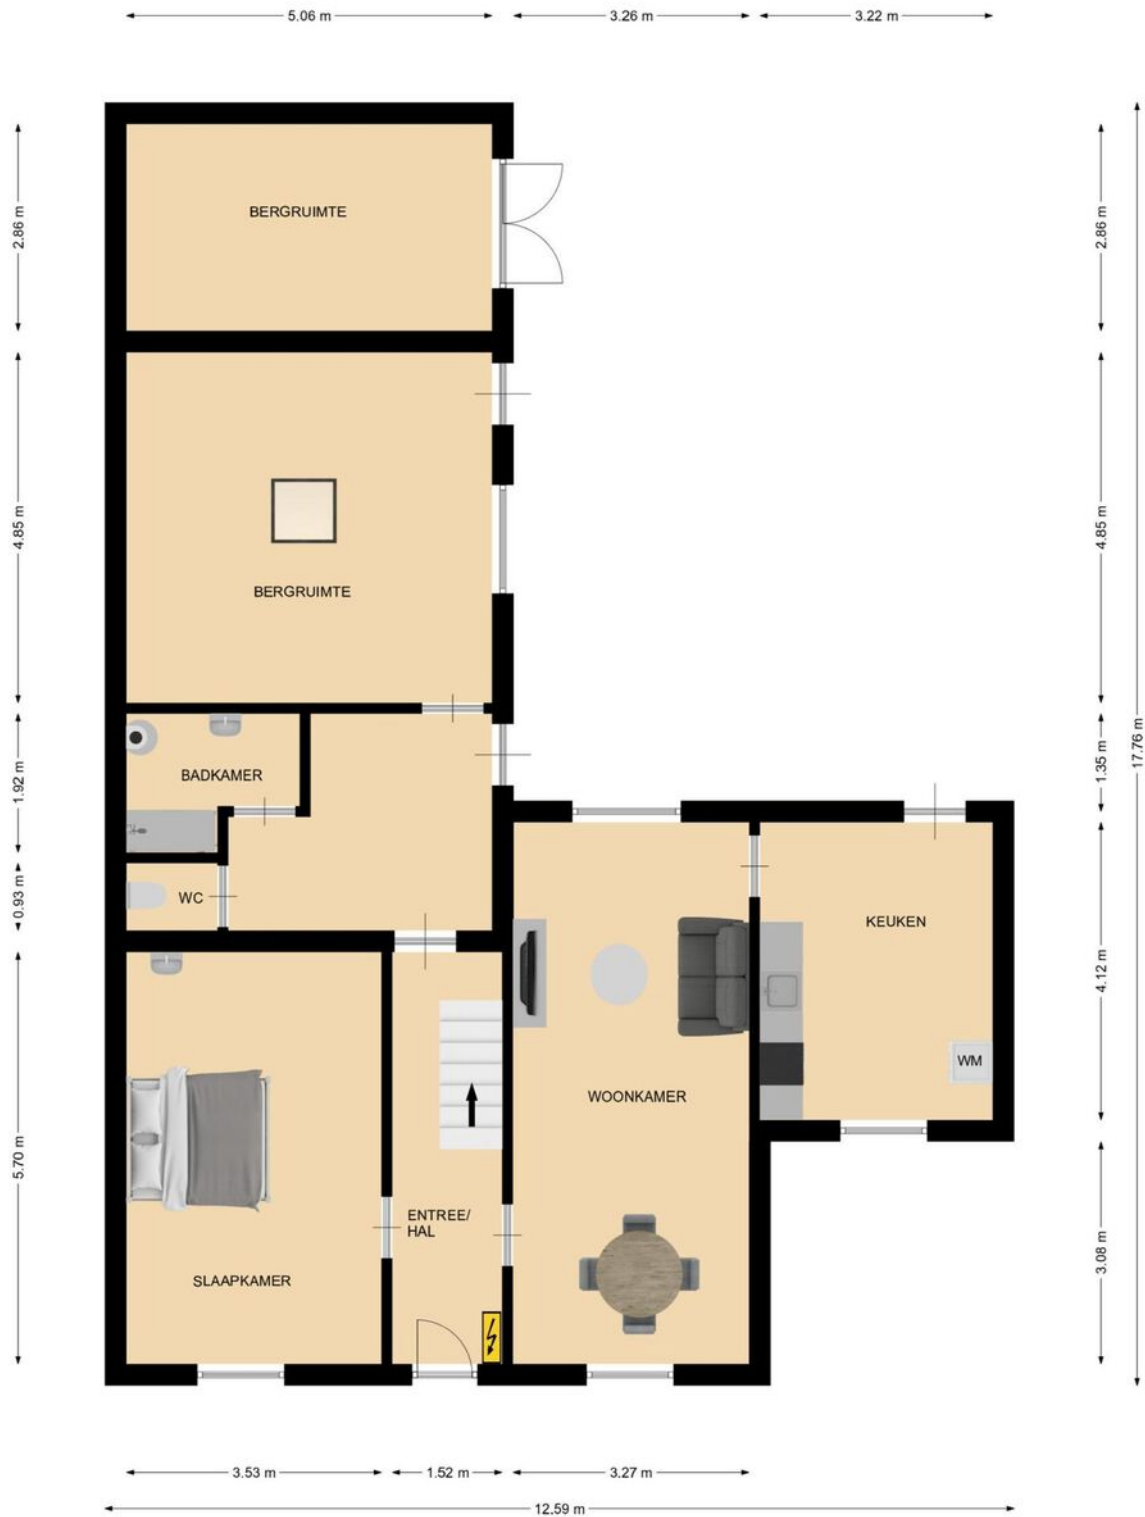 5.06 m
3.26 m
3.22 m
2.86 m
BERGRUIMTE
2.86 m
4.85 m
BERGRUIMTE
4.85 m
17.76 m
1.92 m
BADKAMER
1.35 m
0.93 m
WC
KEUKEN
4.12 m
WM
WOONKAMER
5.70 m
ENTREE/
HAL
3.08 m
SLAAPKAMER
3.53 m
1.52 m
3.27 m
12.59 m